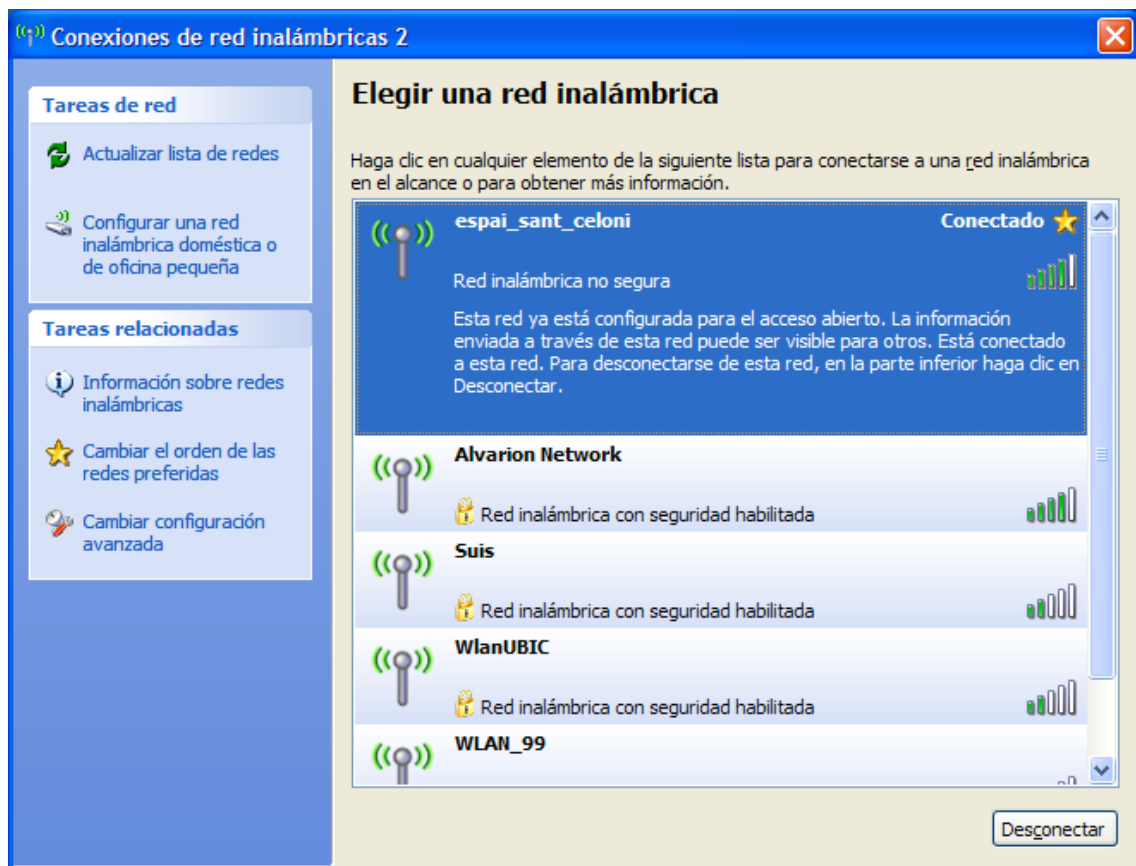 Conexiones de red inalámbricas 2
Tareas de red
Actualizar lista de redes
Configurar una red
inalámbrica doméstica o
de oficina pequeña
Tareas relacionadas
Información sobre redes
inalámbricas
Cambiar el orden de las
redes preferidas
Cambiar configuración
avanzada
Elegir una red inalámbrica
Haga clic en cualquier elemento de la siguiente lista para conectarse a una red inalámbrica
en el alcance o para obtener más información.
espai_sant_celoni Conectado
Red inalámbrica no segura
Esta red ya está configurada para el acceso abierto. La información
enviada a través de esta red puede ser visible para otros. Está conectado
a esta red. Para desconectarse de esta red, en la parte inferior haga clic en
Desconectar.
Alvarion Network
Red inalámbrica con seguridad habilitada
Suis
Red inalámbrica con seguridad habilitada
WlanUBIC
Red inalámbrica con seguridad habilitada
WLAN_99
Desconectar